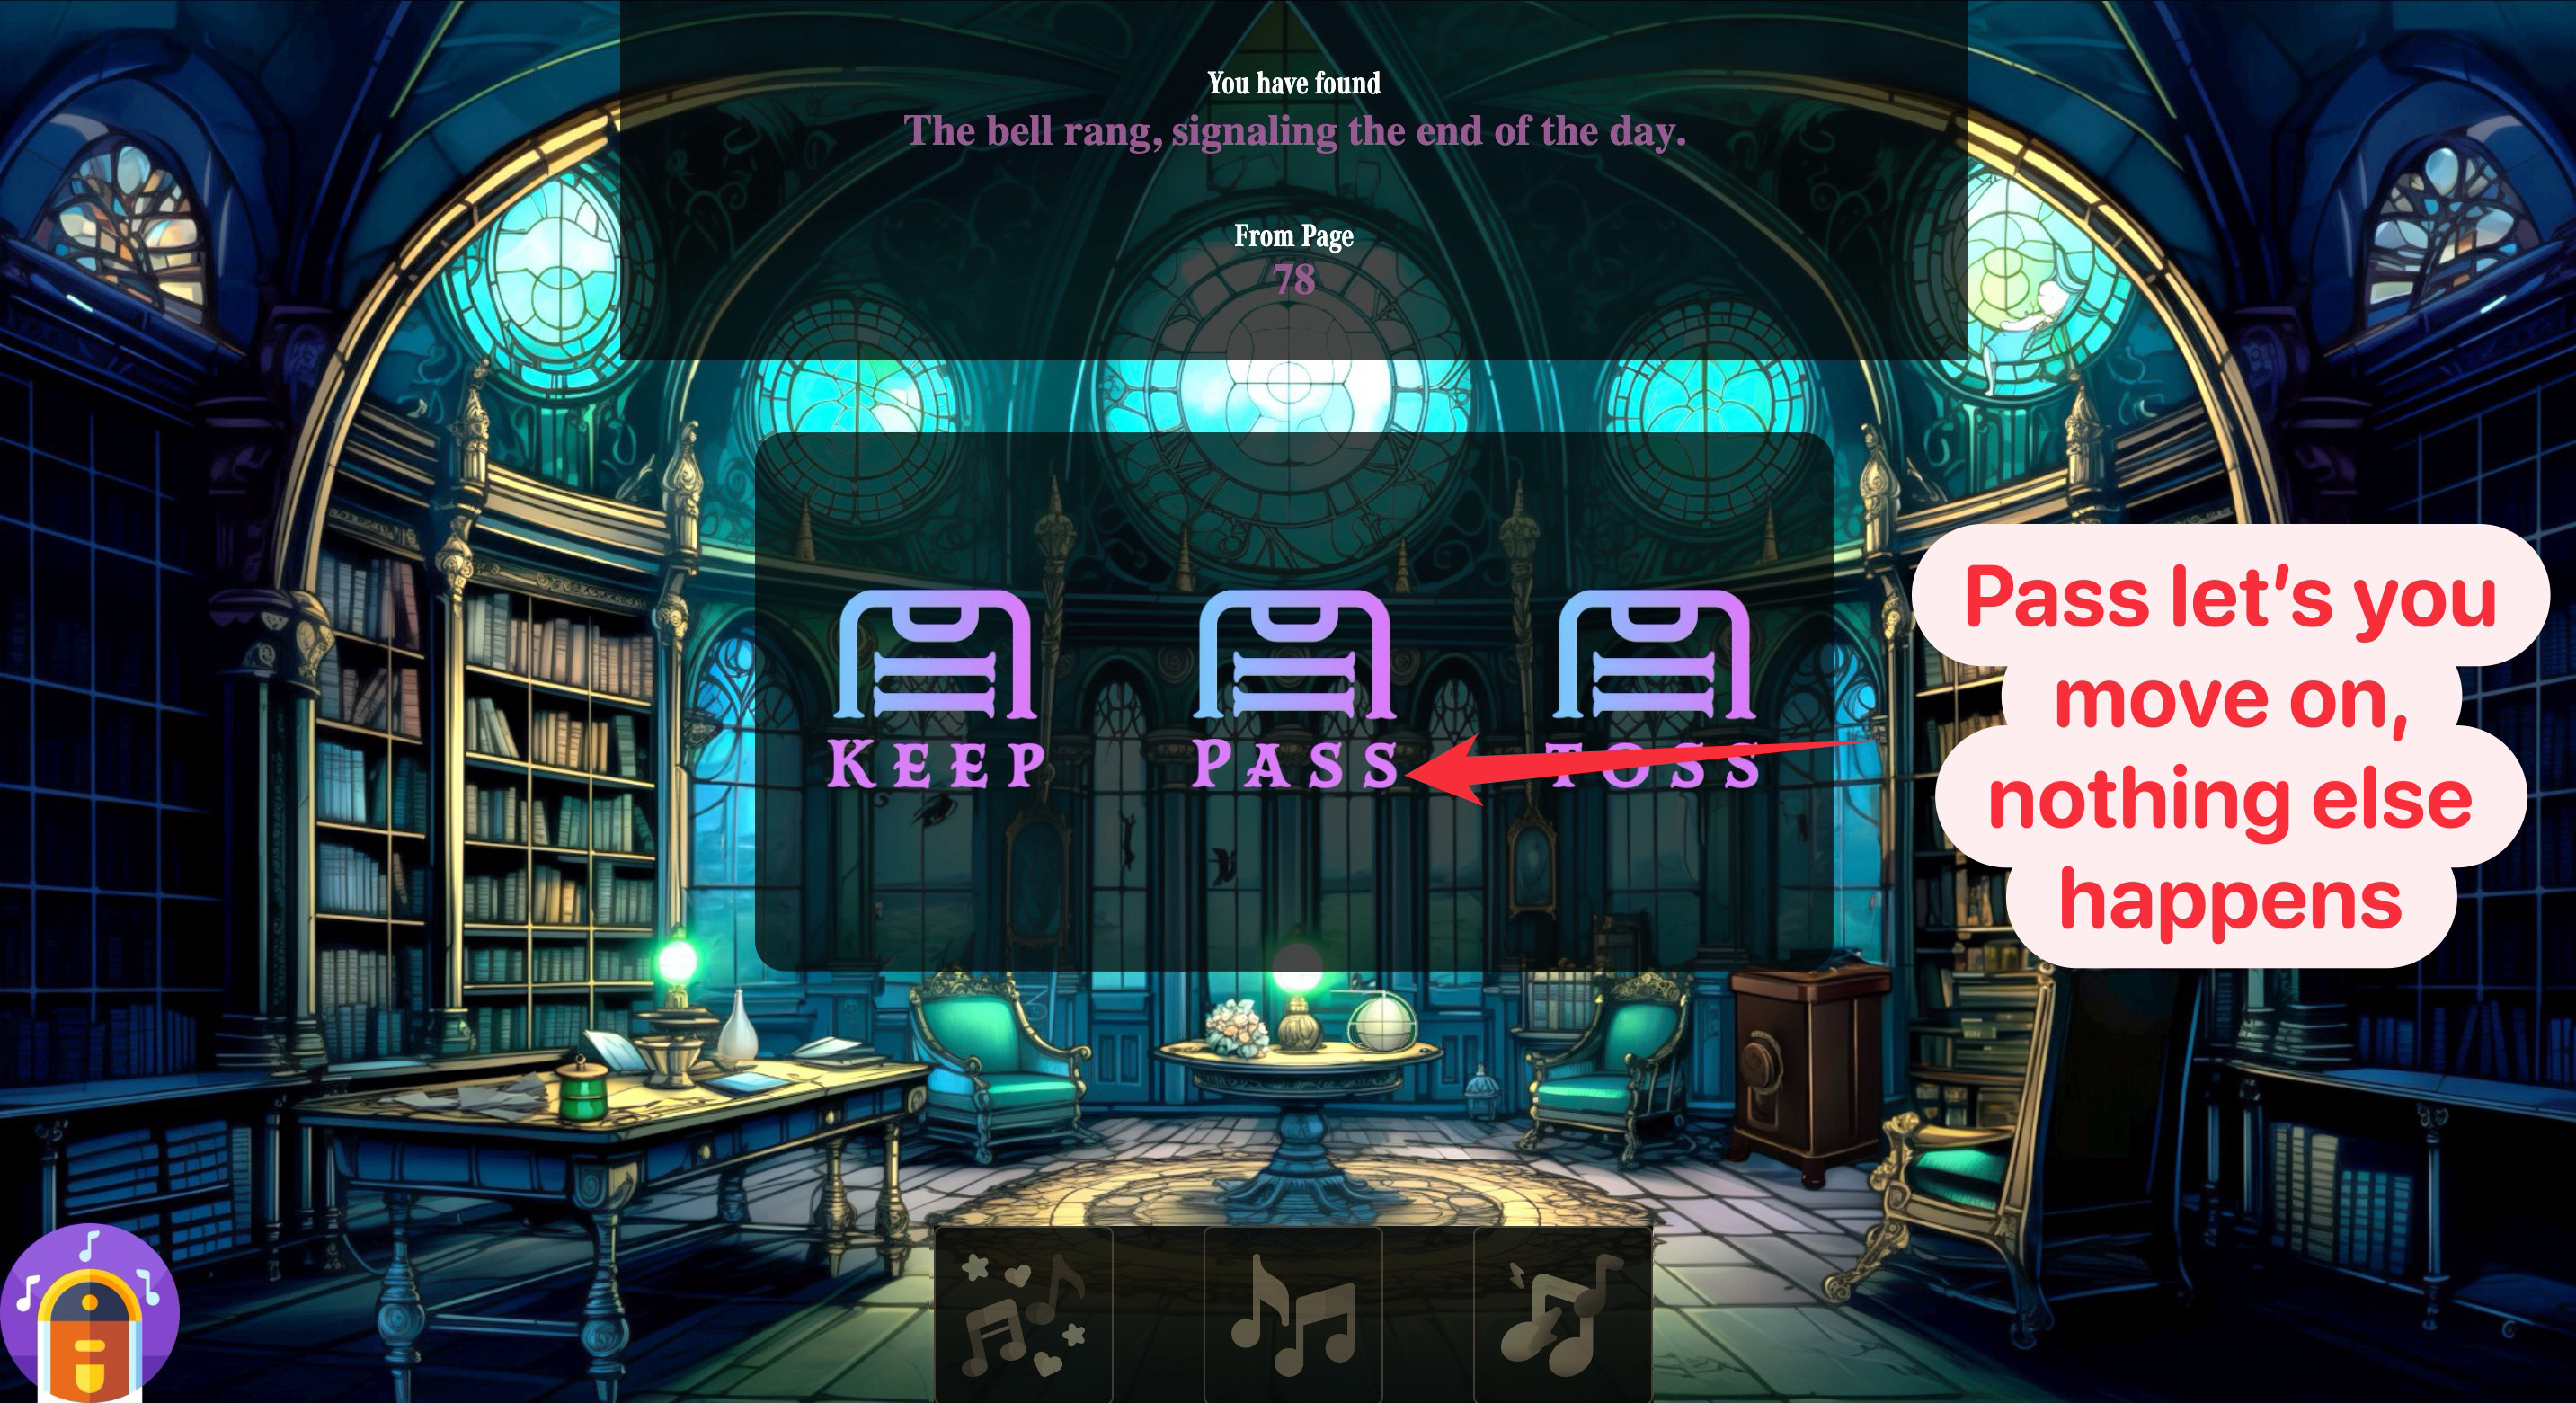 You have found
The bell rang, signaling the end of the day.
From Page
78
KEEP
PASS
TOSS
Pass let's you
move on,
nothing else
happens